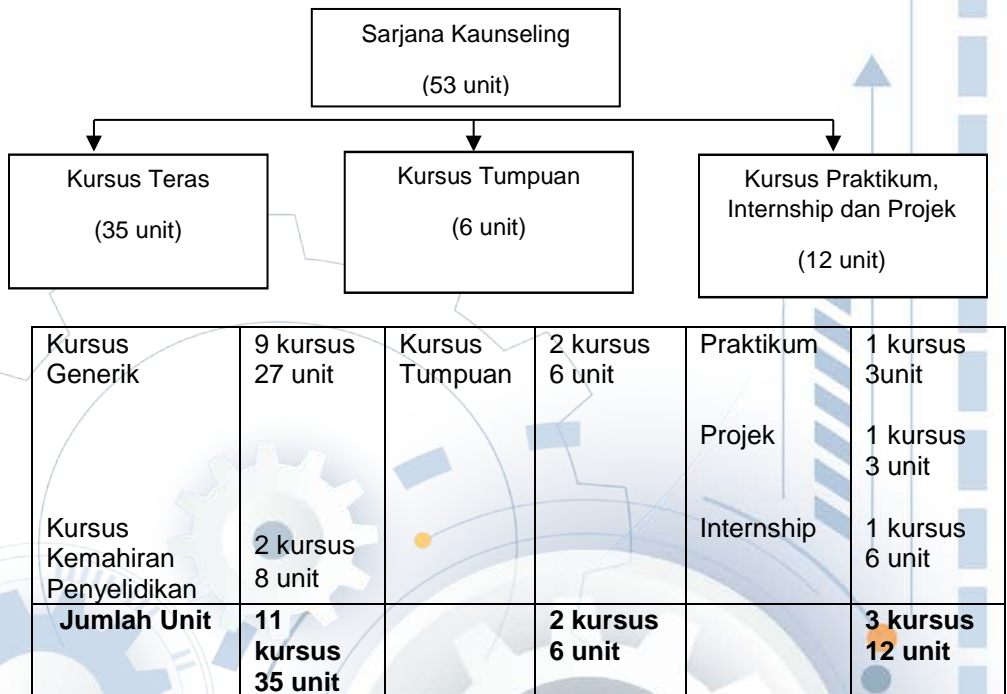 Sarjana Kaunseling
(53 unit)
Kursus Teras
(35 unit)
Kursus Tumpuan
(6 unit)
Kursus Praktikum,
Internship dan Projek
(12 unit)
Kursus
Generik
9 kursus
27 unit
Kursus
Tumpuan
2 kursus
6 unit
Praktikum
1 kursus
3unit
Projek
1 kursus
3 unit
Kursus
Kemahiran
Penyelidikan
2 kursus
8 unit
Internship
1 kursus
6 unit
Jumlah Unit
11
kursus
35 unit
2 kursus
6 unit
3 kursus
12 unit